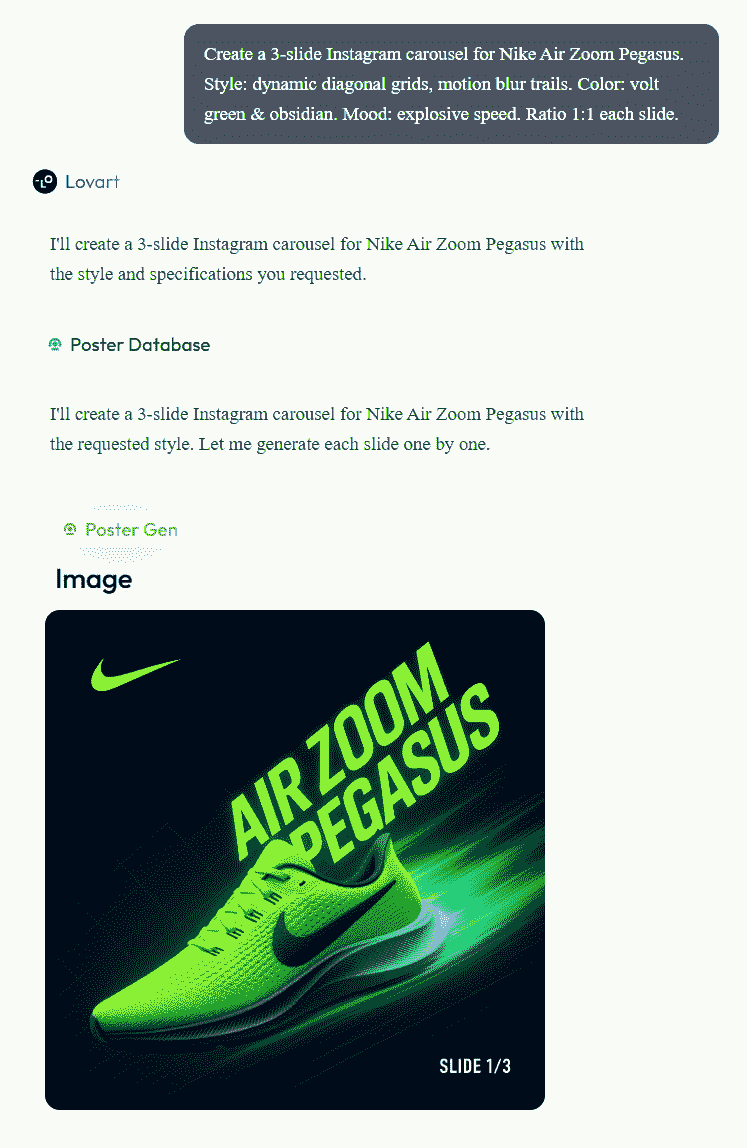 Create a 3-slide Instagram carousel for Nike Air Zoom Pegasus.
Style: dynamic diagonal grids, motion blur trails. Color: volt
green & obsidian. Mood: explosive speed. Ratio 1:1 each slide.
Lovart
I'll create a 3-slide Instagram carousel for Nike Air Zoom Pegasus with
the style and specifications you requested.
Poster Database
I'll create a 3-slide Instagram carousel for Nike Air Zoom Pegasus with
the requested style. Let me generate each slide one by one.
Poster Gen
Image
AIR ZOOM
PEGASUS
SLIDE 1/3